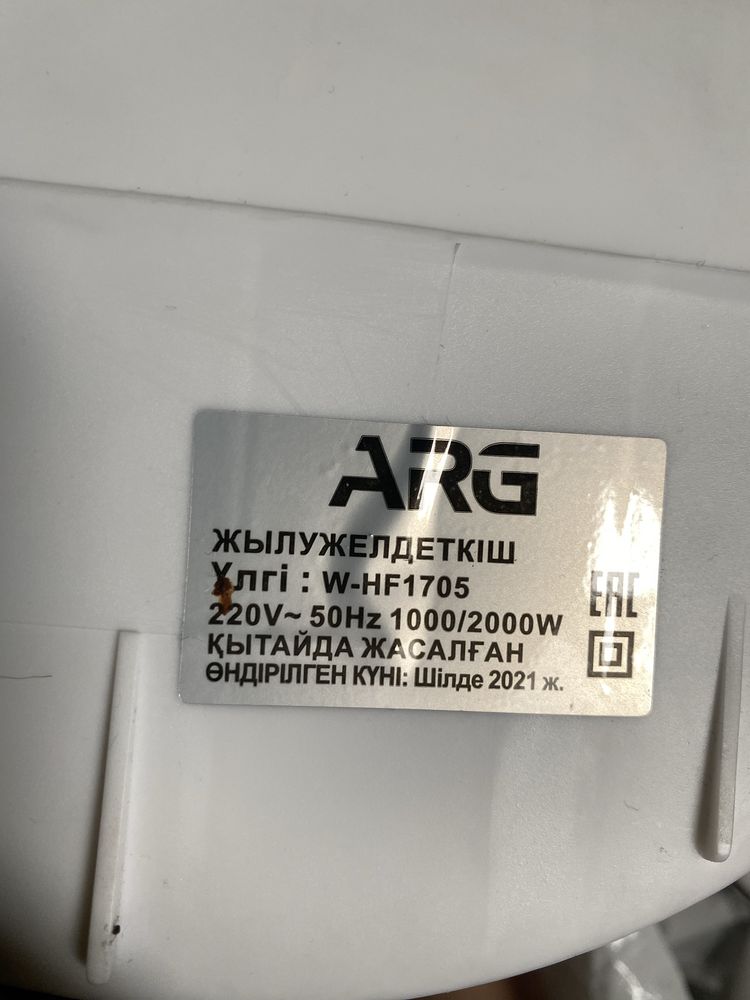 ARG
ЖЫЛУЖЕЛДЕТКІШ
Үлгі : W-HF1705
220V~ 50Hz 1000/2000W
ҚЫТАЙДА ЖАСАЛҒАН
ӨНДІРІЛГЕН КҮНІ: Шілде 2021 ж.
EAC